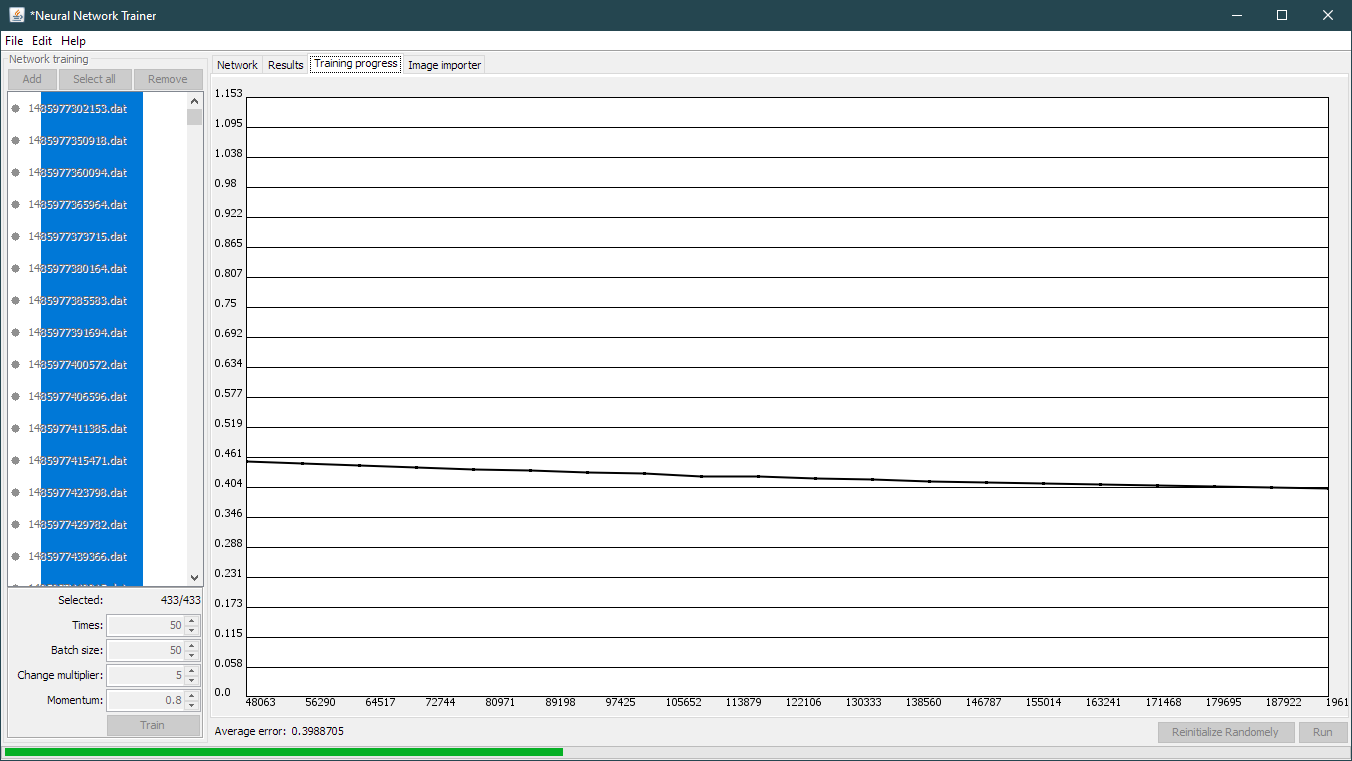 *Neural Network Trainer
File Edit Help
Network training
Add Select all Remove
1485977302153.dat
1485977350918.dat
1485977360094.dat
1485977365964.dat
1485977373715.dat
1485977380164.dat
1485977385583.dat
1485977391694.dat
1485977400572.dat
1485977406596.dat
1485977411385.dat
1485977415471.dat
1485977423798.dat
1485977429782.dat
1485977439366.dat
Selected: 433/433
Times: 50
Batch size: 50
Change multiplier: 5
Momentum: 0.8
Train
Network Results Training progress Image importer
1.153
1.095
1.038
0.98
0.922
0.865
0.807
0.75
0.692
0.634
0.577
0.519
0.461
0.404
0.346
0.288
0.231
0.173
0.115
0.058
0.0
48063 56290 64517 72744 80971 89198 97425 105652 113879 122106 130333 138560 146787 155014 163241 171468 179695 187922 1961
Average error: 0.3988705
Reinitialize Randomely Run